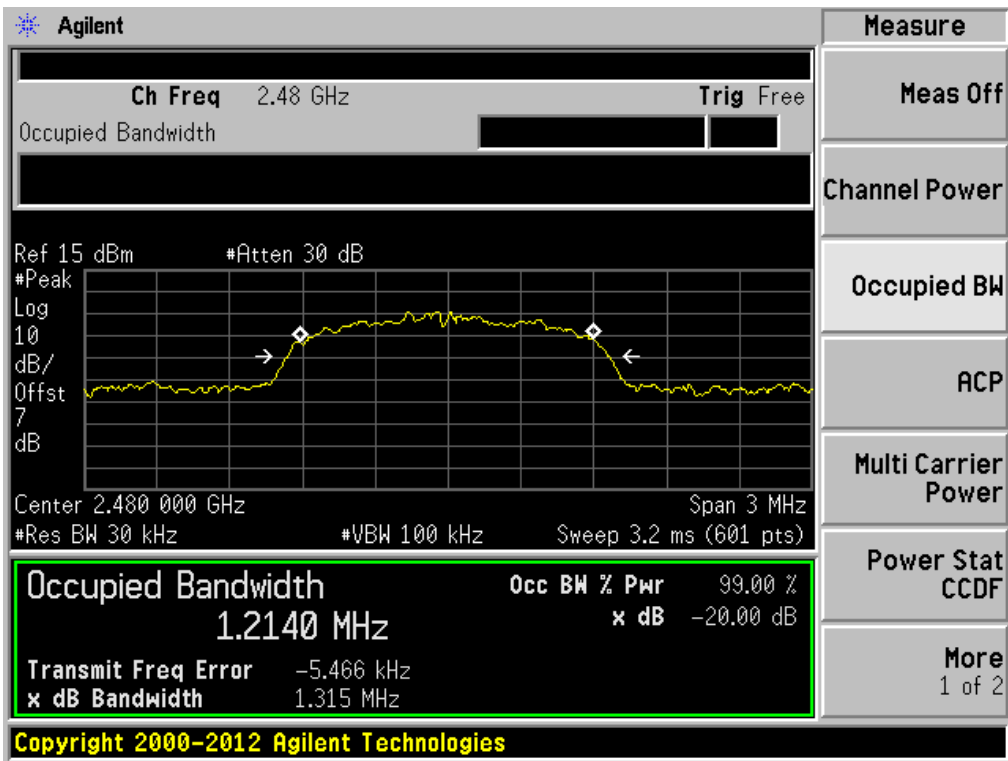 Agilent
Measure
Ch Freq 2.48 GHz Trig Free
Occupied Bandwidth
Meas Off
Channel Power
Occupied BW
ACP
Multi Carrier
Power
Power Stat
CCDF
More
1 of 2
Ref 15 dBm #Atten 30 dB
#Peak
Log
10
dB/
Offst
7
dB
Center 2.480 000 GHz Span 3 MHz
#Res BW 30 kHz #VBW 100 kHz Sweep 3.2 ms (601 pts)
Occupied Bandwidth Occ BW % Pwr 99.00 %
1.2140 MHz x dB -20.00 dB
Transmit Freq Error -5.466 kHz
x dB Bandwidth 1.315 MHz
Copyright 2000-2012 Agilent Technologies